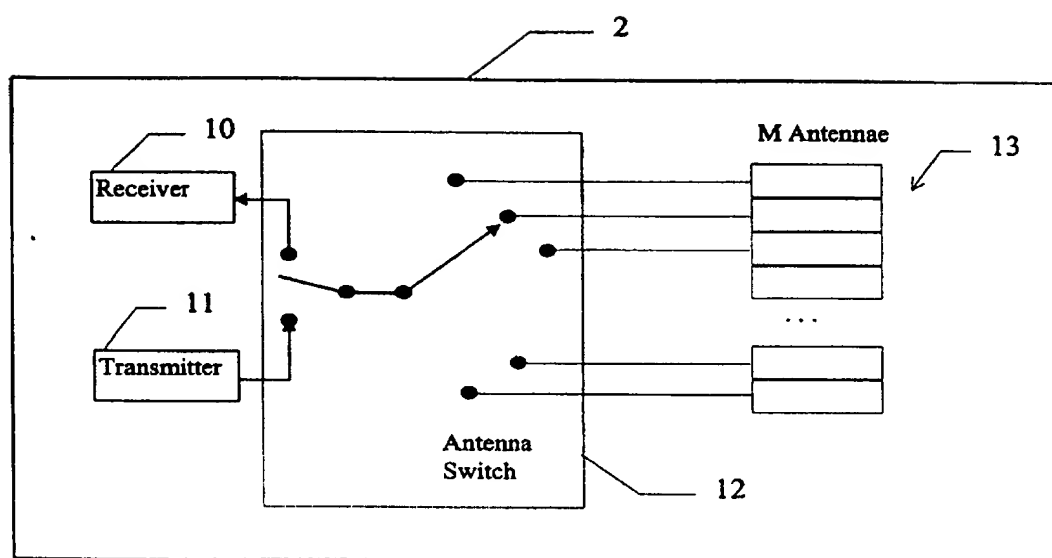 2
10
M Antennae
13
Receiver
11
Transmitter
...
Antenna
Switch
12